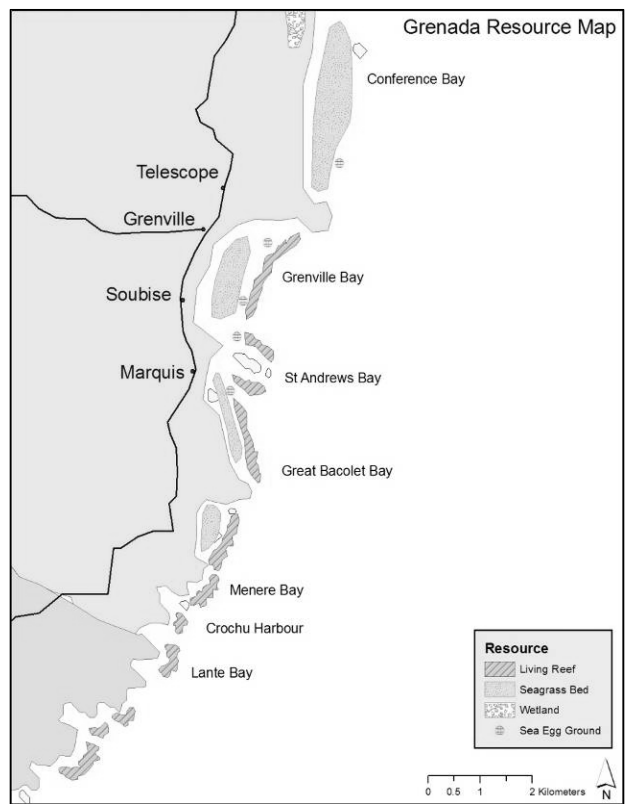 Grenada Resource Map
Conference Bay
Telescope
Grenville
Grenville Bay
Soubise
Marquis
St Andrews Bay
Great Bacolet Bay
Menere Bay
Crochu Harbour
Lante Bay
Resource
Living Reef
Seagrass Bed
Wetland
Sea Egg Ground
0 0.5 1 2 Kilometers
N